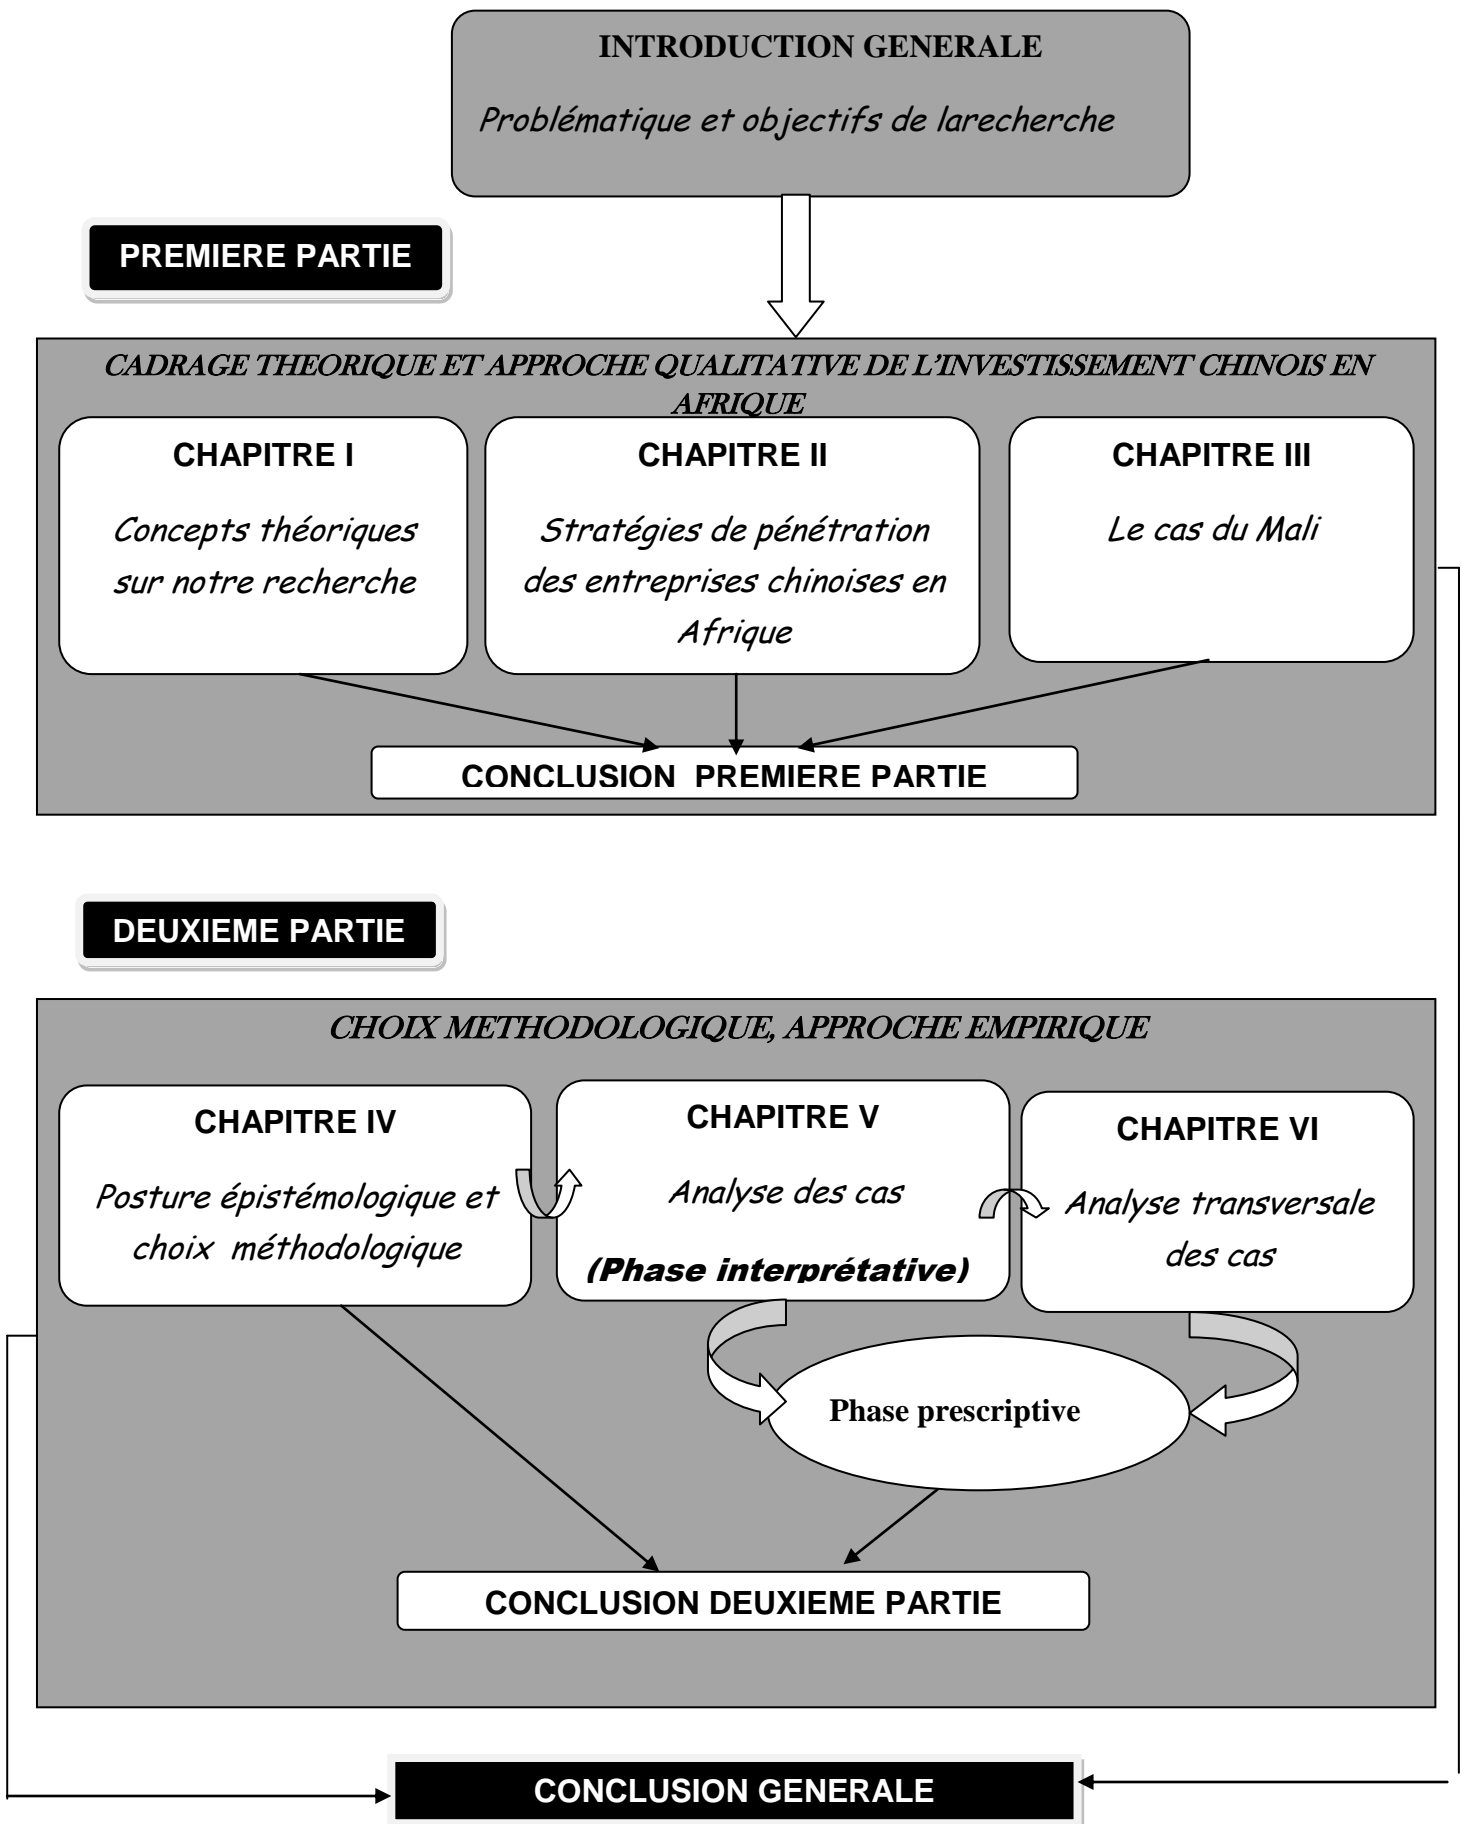 INTRODUCTION GENERALE
Problématique et objectifs de larecherche
PREMIERE PARTIE
CADRAGE THEORIQUE ET APPROCHE QUALITATIVE DE L'INVESTISSEMENT CHINOIS EN
AFRIQUE
CHAPITRE I
Concepts théoriques
sur notre recherche
CHAPITRE II
Stratégies de pénétration
des entreprises chinoises en
Afrique
CHAPITRE III
Le cas du Mali
CONCLUSION  PREMIERE PARTIE
DEUXIEME PARTIE
CHOIX METHODOLOGIQUE, APPROCHE EMPIRIQUE
CHAPITRE IV
Posture épistémologique et
choix  méthodologique
CHAPITRE V
Analyse des cas
(Phase interprétative)
CHAPITRE VI
Analyse transversale
des cas
Phase prescriptive
CONCLUSION DEUXIEME PARTIE
CONCLUSION GENERALE